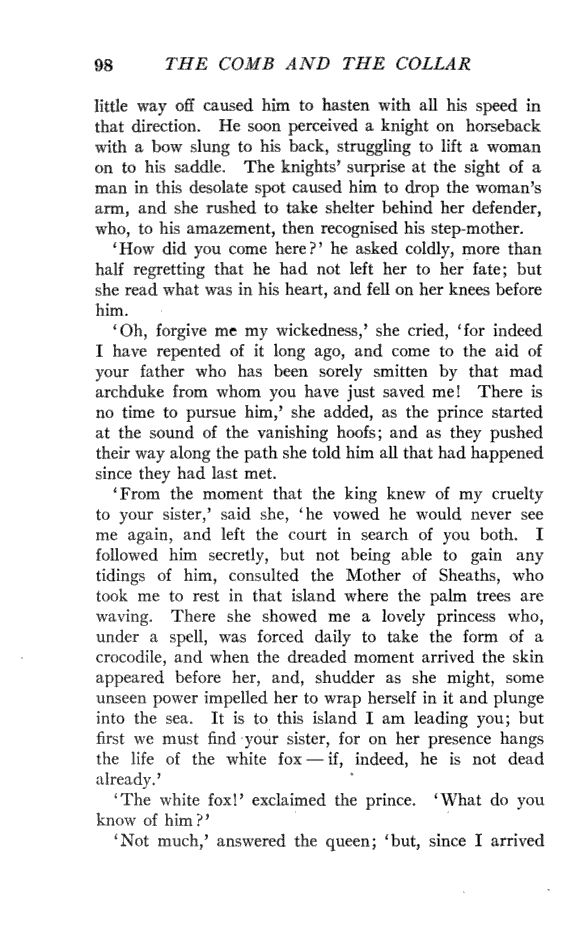 98 THE COMB AND THE COLLAR
little way off caused him to hasten with all his speed in
that direction. He soon perceived a knight on horseback
with a bow slung to his back, struggling to lift a woman
on to his saddle. The knights' surprise at the sight of a
man in this desolate spot caused him to drop the woman's
arm, and she rushed to take shelter behind her defender,
who, to his amazement, then recognised his step-mother.
'How did you come here?' he asked coldly, more than
half regretting that he had not left her to her fate; but
she read what was in his heart, and fell on her knees before
him.
'Oh, forgive me my wickedness,' she cried, 'for indeed
I have repented of it long ago, and come to the aid of
your father who has been sorely smitten by that mad
archduke from whom you have just saved me! There is
no time to pursue him,' she added, as the prince started
at the sound of the vanishing hoofs; and as they pushed
their way along the path she told him all that had happened
since they had last met.
'From the moment that the king knew of my cruelty
to your sister,' said she, 'he vowed he would never see
me again, and left the court in search of you both. I
followed him secretly, but not being able to gain any
tidings of him, consulted the Mother of Sheaths, who
took me to rest in that island where the palm trees are
waving. There she showed me a lovely princess who,
under a spell, was forced daily to take the form of a
crocodile, and when the dreaded moment arrived the skin
appeared before her, and, shudder as she might, some
unseen power impelled her to wrap herself in it and plunge
into the sea. It is to this island I am leading you; but
first we must find your sister, for on her presence hangs
the life of the white fox — if, indeed, he is not dead
already.'
'The white fox!' exclaimed the prince. 'What do you
know of him?'
'Not much,' answered the queen; 'but, since I arrived